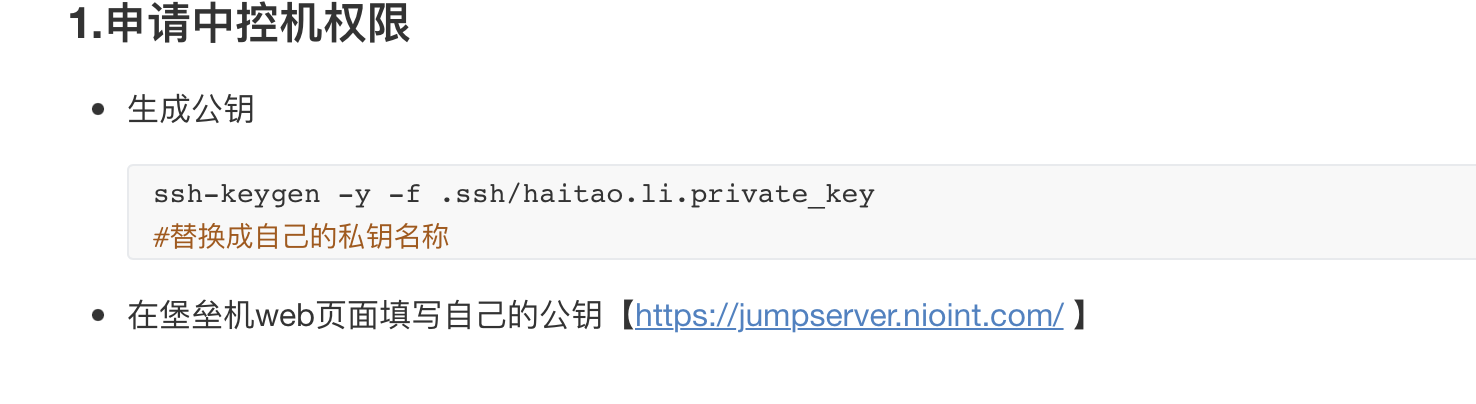 1.申请中控机权限
• 生成公钥
ssh-keygen -y -f .ssh/haitao.li.private_key
#替换成自己的私钥名称
• 在堡垒机web页面填写自己的公钥【https://jumpserver.nioint.com/ 】